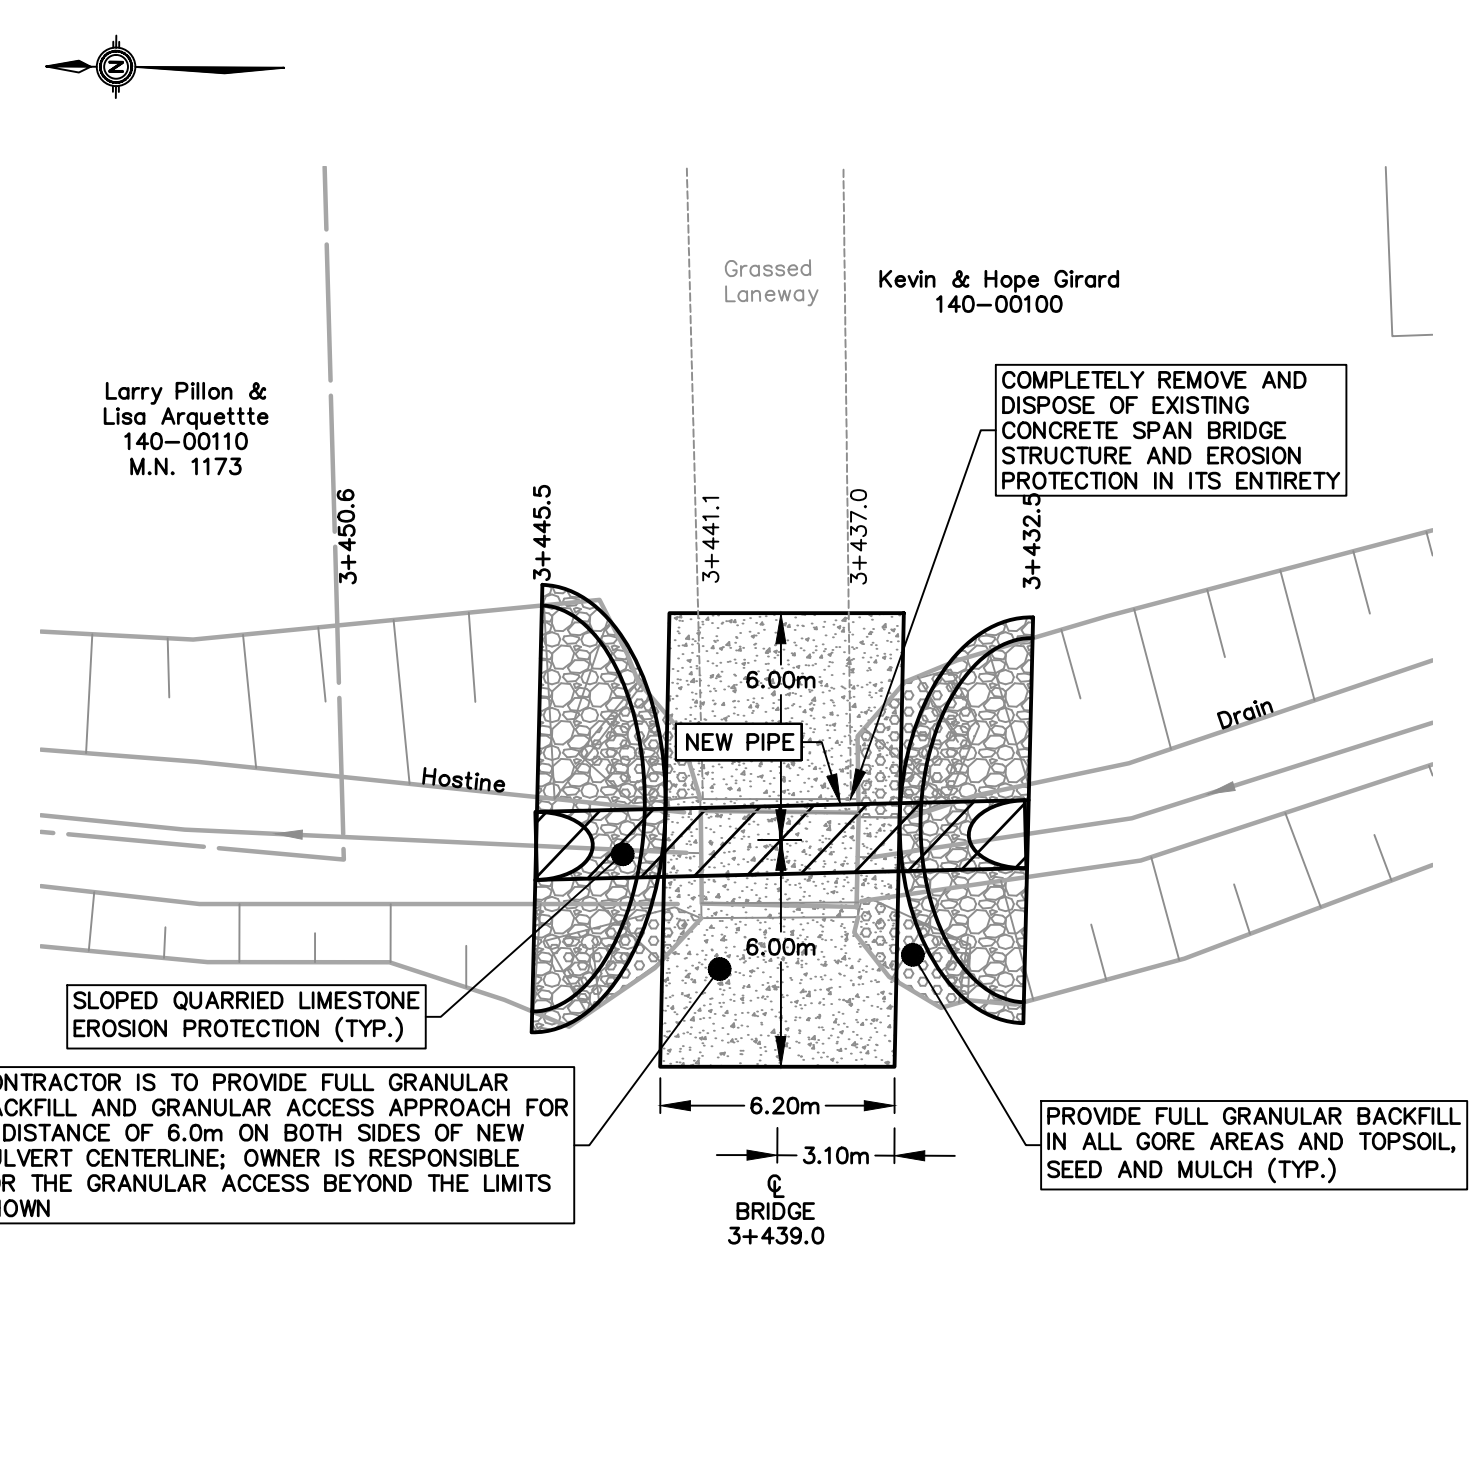 N
Grassed
Laneway
Kevin & Hope Girard
140-00100
Larry Pillon &
Lisa Arquettte
140-00110
M.N. 1173
COMPLETELY REMOVE AND
DISPOSE OF EXISTING
CONCRETE SPAN BRIDGE
STRUCTURE AND EROSION
PROTECTION IN ITS ENTIRETY
3+450.6
3+445.5
3+441.1
3+437.0
3+432.5
6.00m
NEW PIPE
Hostine
Drain
6.00m
SLOPED QUARRIED LIMESTONE
EROSION PROTECTION (TYP.)
ONTRACTOR IS TO PROVIDE FULL GRANULAR
ACKFILL AND GRANULAR ACCESS APPROACH FOR
DISTANCE OF 6.0m ON BOTH SIDES OF NEW
ULVERT CENTERLINE; OWNER IS RESPONSIBLE
OR THE GRANULAR ACCESS BEYOND THE LIMITS
HOWN
PROVIDE FULL GRANULAR BACKFILL
IN ALL GORE AREAS AND TOPSOIL,
SEED AND MULCH (TYP.)
6.20m
3.10m
℄
BRIDGE
3+439.0